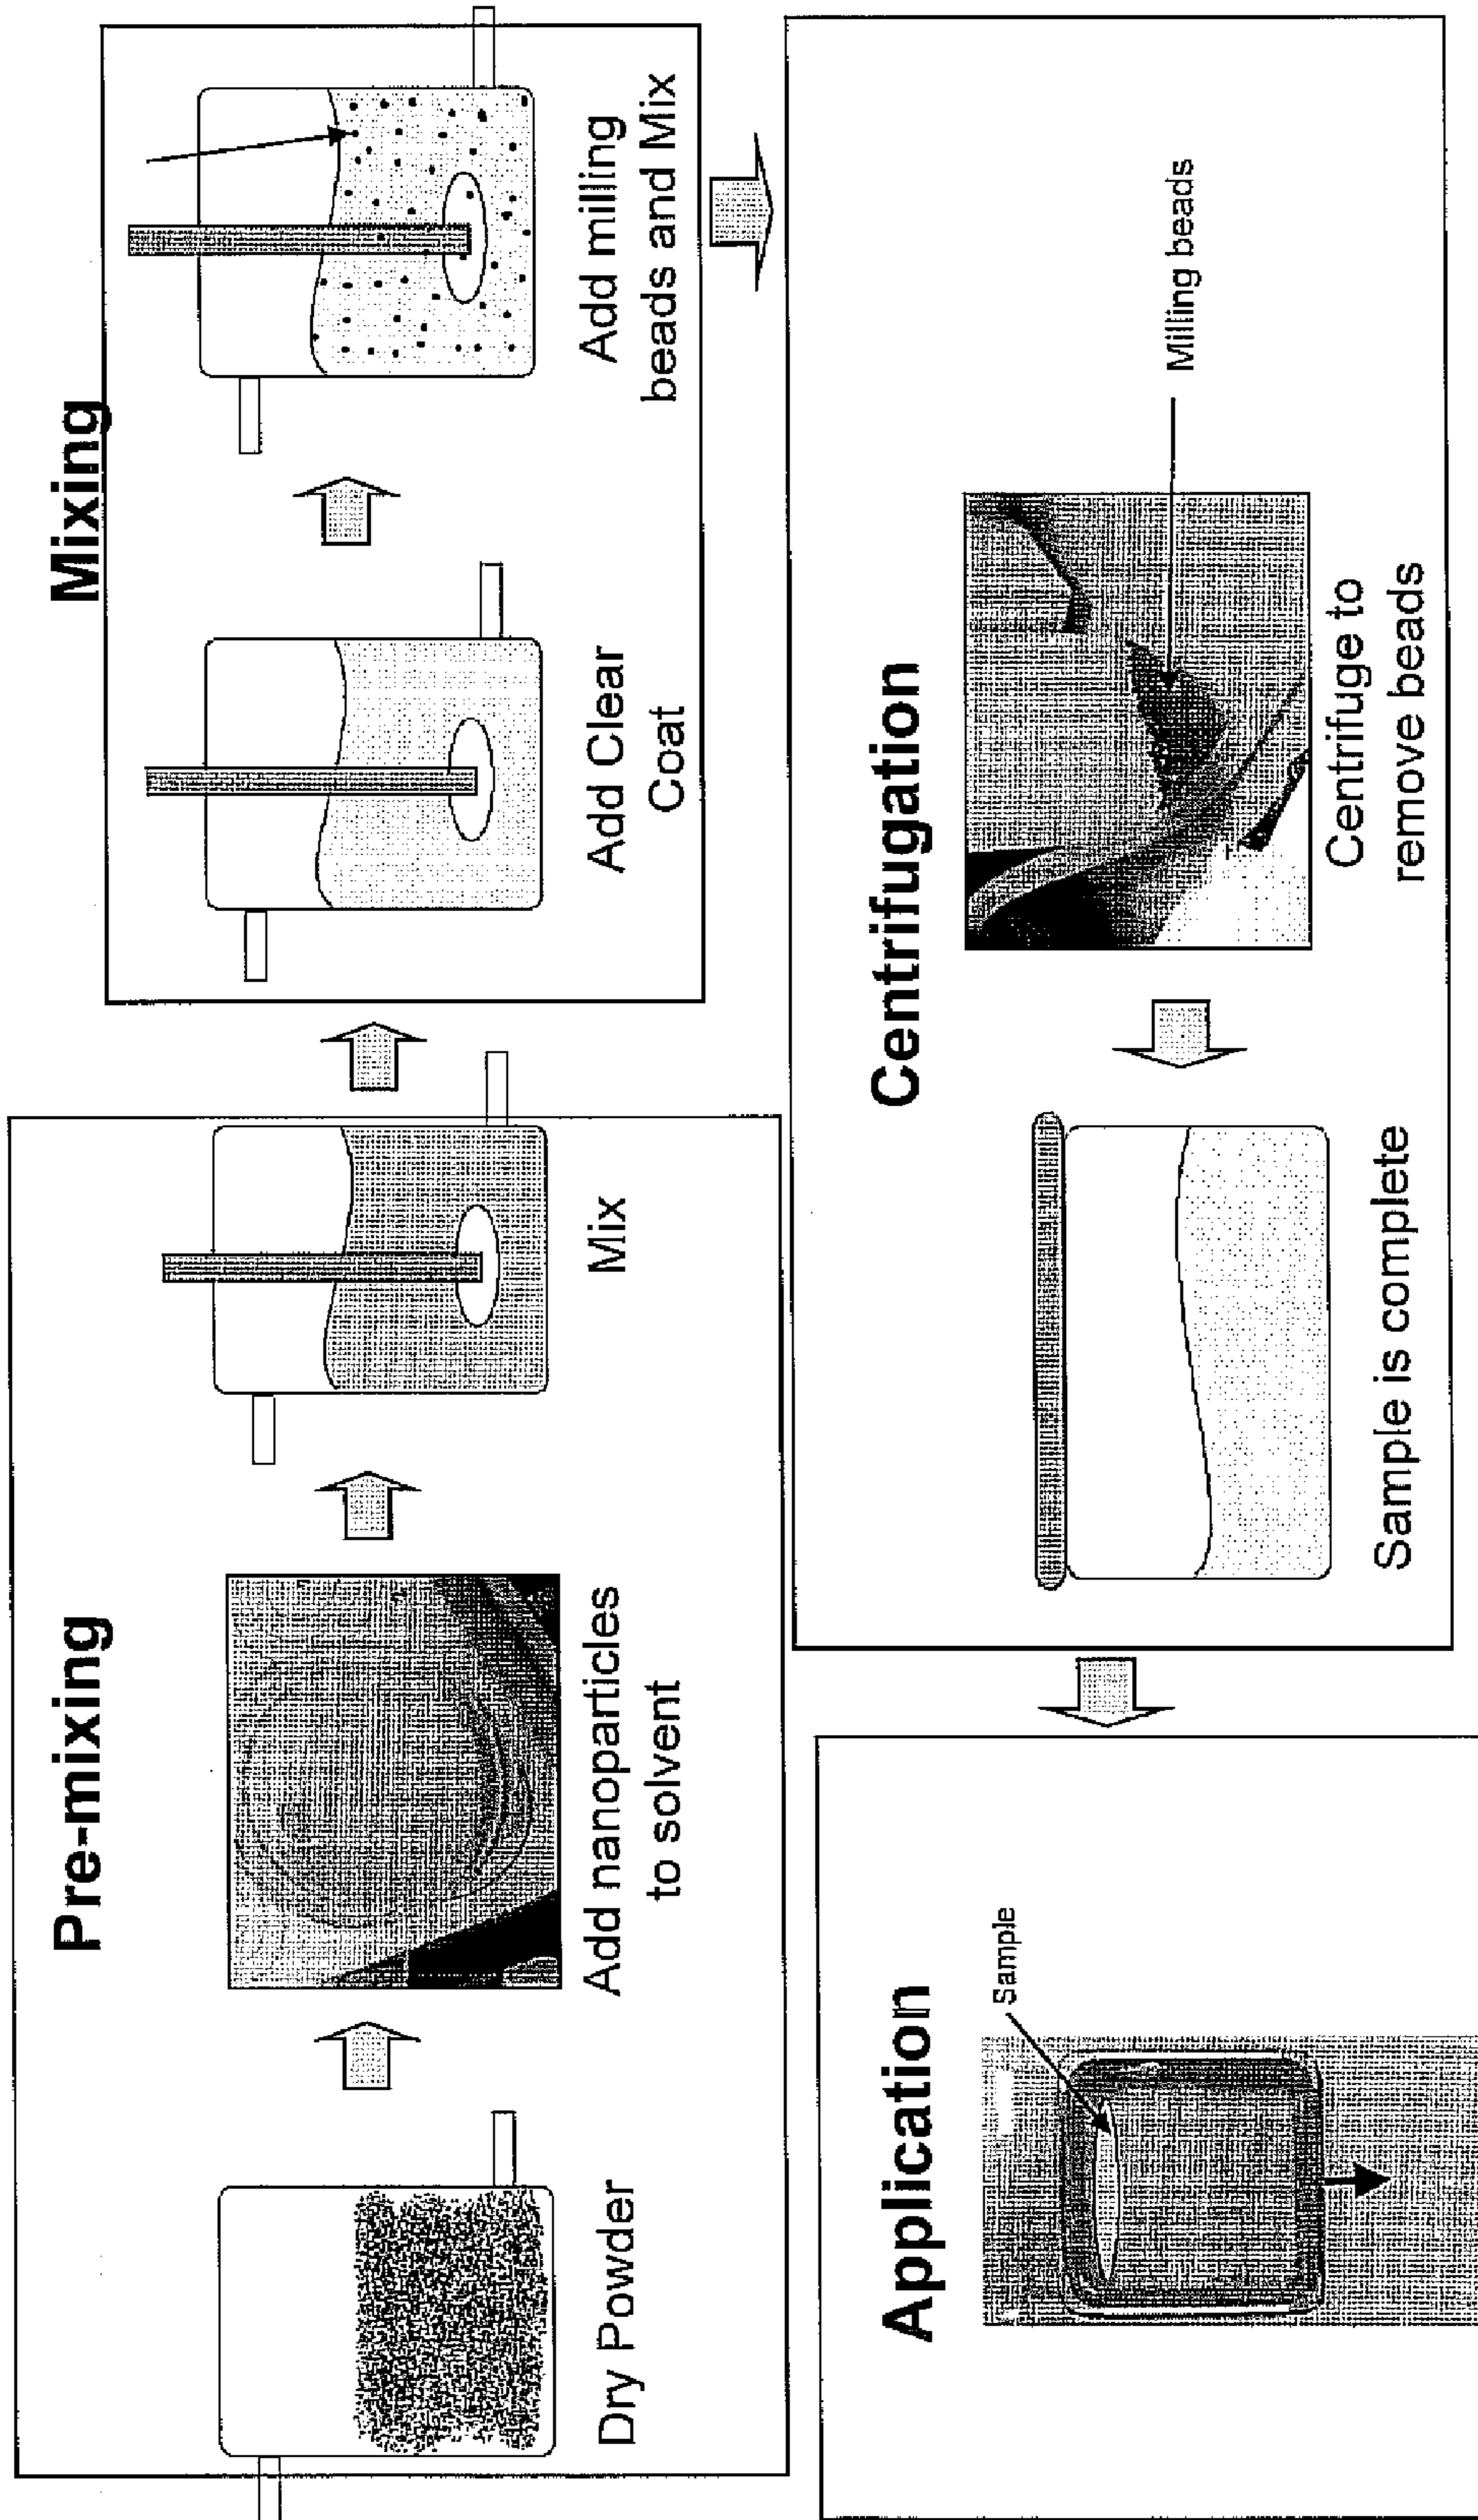 Pre-mixing
Dry Powder
Add nanoparticles
to solvent
Mix
Mixing
Add Clear
Coat
Add milling
beads and Mix
Centrifugation
Milling beads
Centrifuge to
remove beads
Sample is complete
Application
Sample